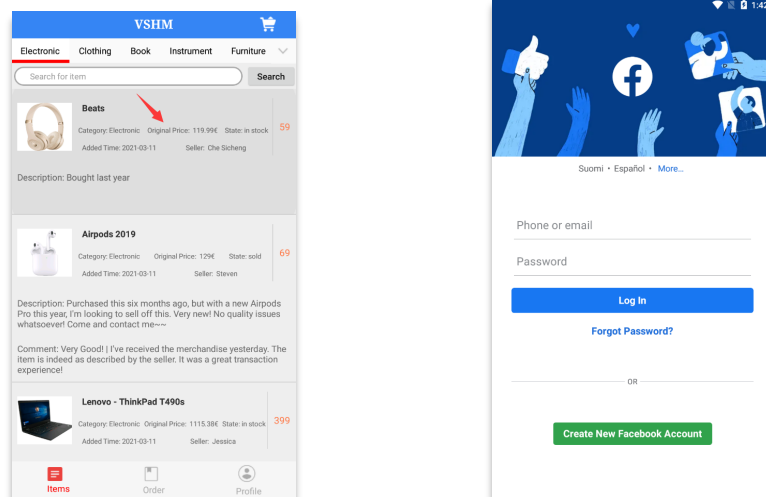 VSHM
Electronic Clothing Book Instrument Furniture
Search for item Search
Beats
Category: Electronic Original Price: 119.99€ State: in stock 59
Added Time: 2021-03-11 Seller: Che Sicheng
Description: Bought last year
Airpods 2019
Category: Electronic Original Price: 129€ State: sold 69
Added Time: 2021-03-11 Seller: Steven
Description: Purchased this six months ago, but with a new Airpods
Pro this year, I'm looking to sell off this. Very new! No quality issues
whatsoever! Come and contact me~~
Comment: Very Good! | I've received the merchandise yesterday. The
item is indeed as described by the seller. It was a great transaction
experience!
Lenovo - ThinkPad T490s
Category: Electronic Original Price: 1115.38€ State: in stock 399
Added Time: 2021-03-11 Seller: Jessica
Items Order Profile
1:42
Suomi • Español • More...
Phone or email
Password
Log In
Forgot Password?
OR
Create New Facebook Account